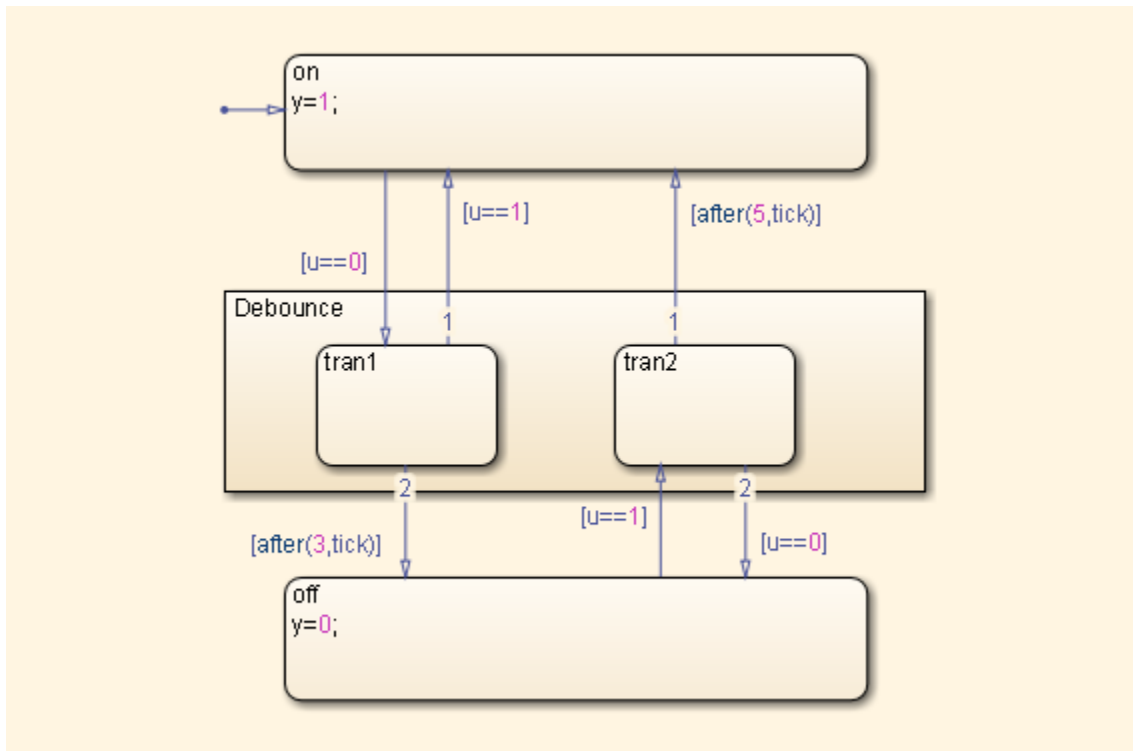 on
y=1;
[u==1]
[after(5,tick)]
[u==0]
Debounce
1
1
tran1
tran2
2
2
[u==1]
[after(3,tick)]
[u==0]
off
y=0;